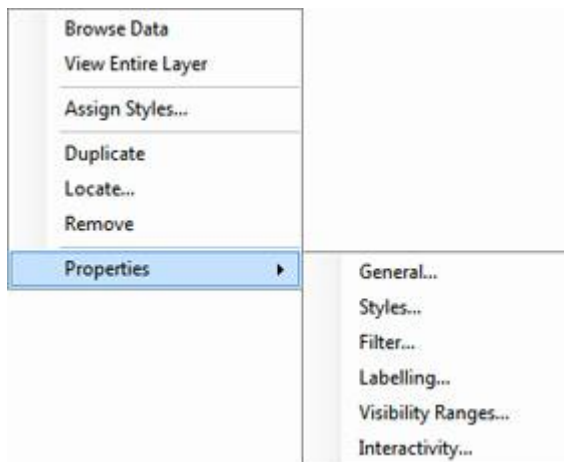 Browse Data
View Entire Layer
Assign Styles...
Duplicate
Locate...
Remove
Properties
General...
Styles...
Filter...
Labelling...
Visibility Ranges...
Interactivity...